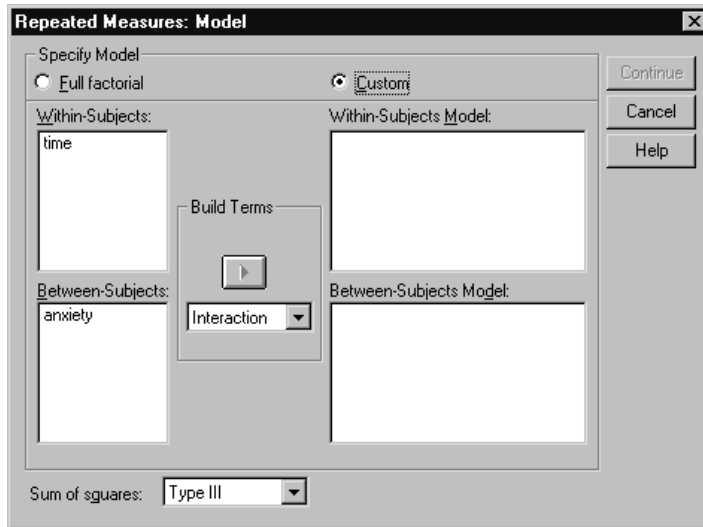 Repeated Measures: Model
Specify Model
Full factorial
Custom
Continue
Cancel
Help
Within-Subjects:
time
Within-Subjects Model:
Build Terms
Interaction
Between-Subjects:
anxiety
Between-Subjects Model:
Sum of squares:
Type III